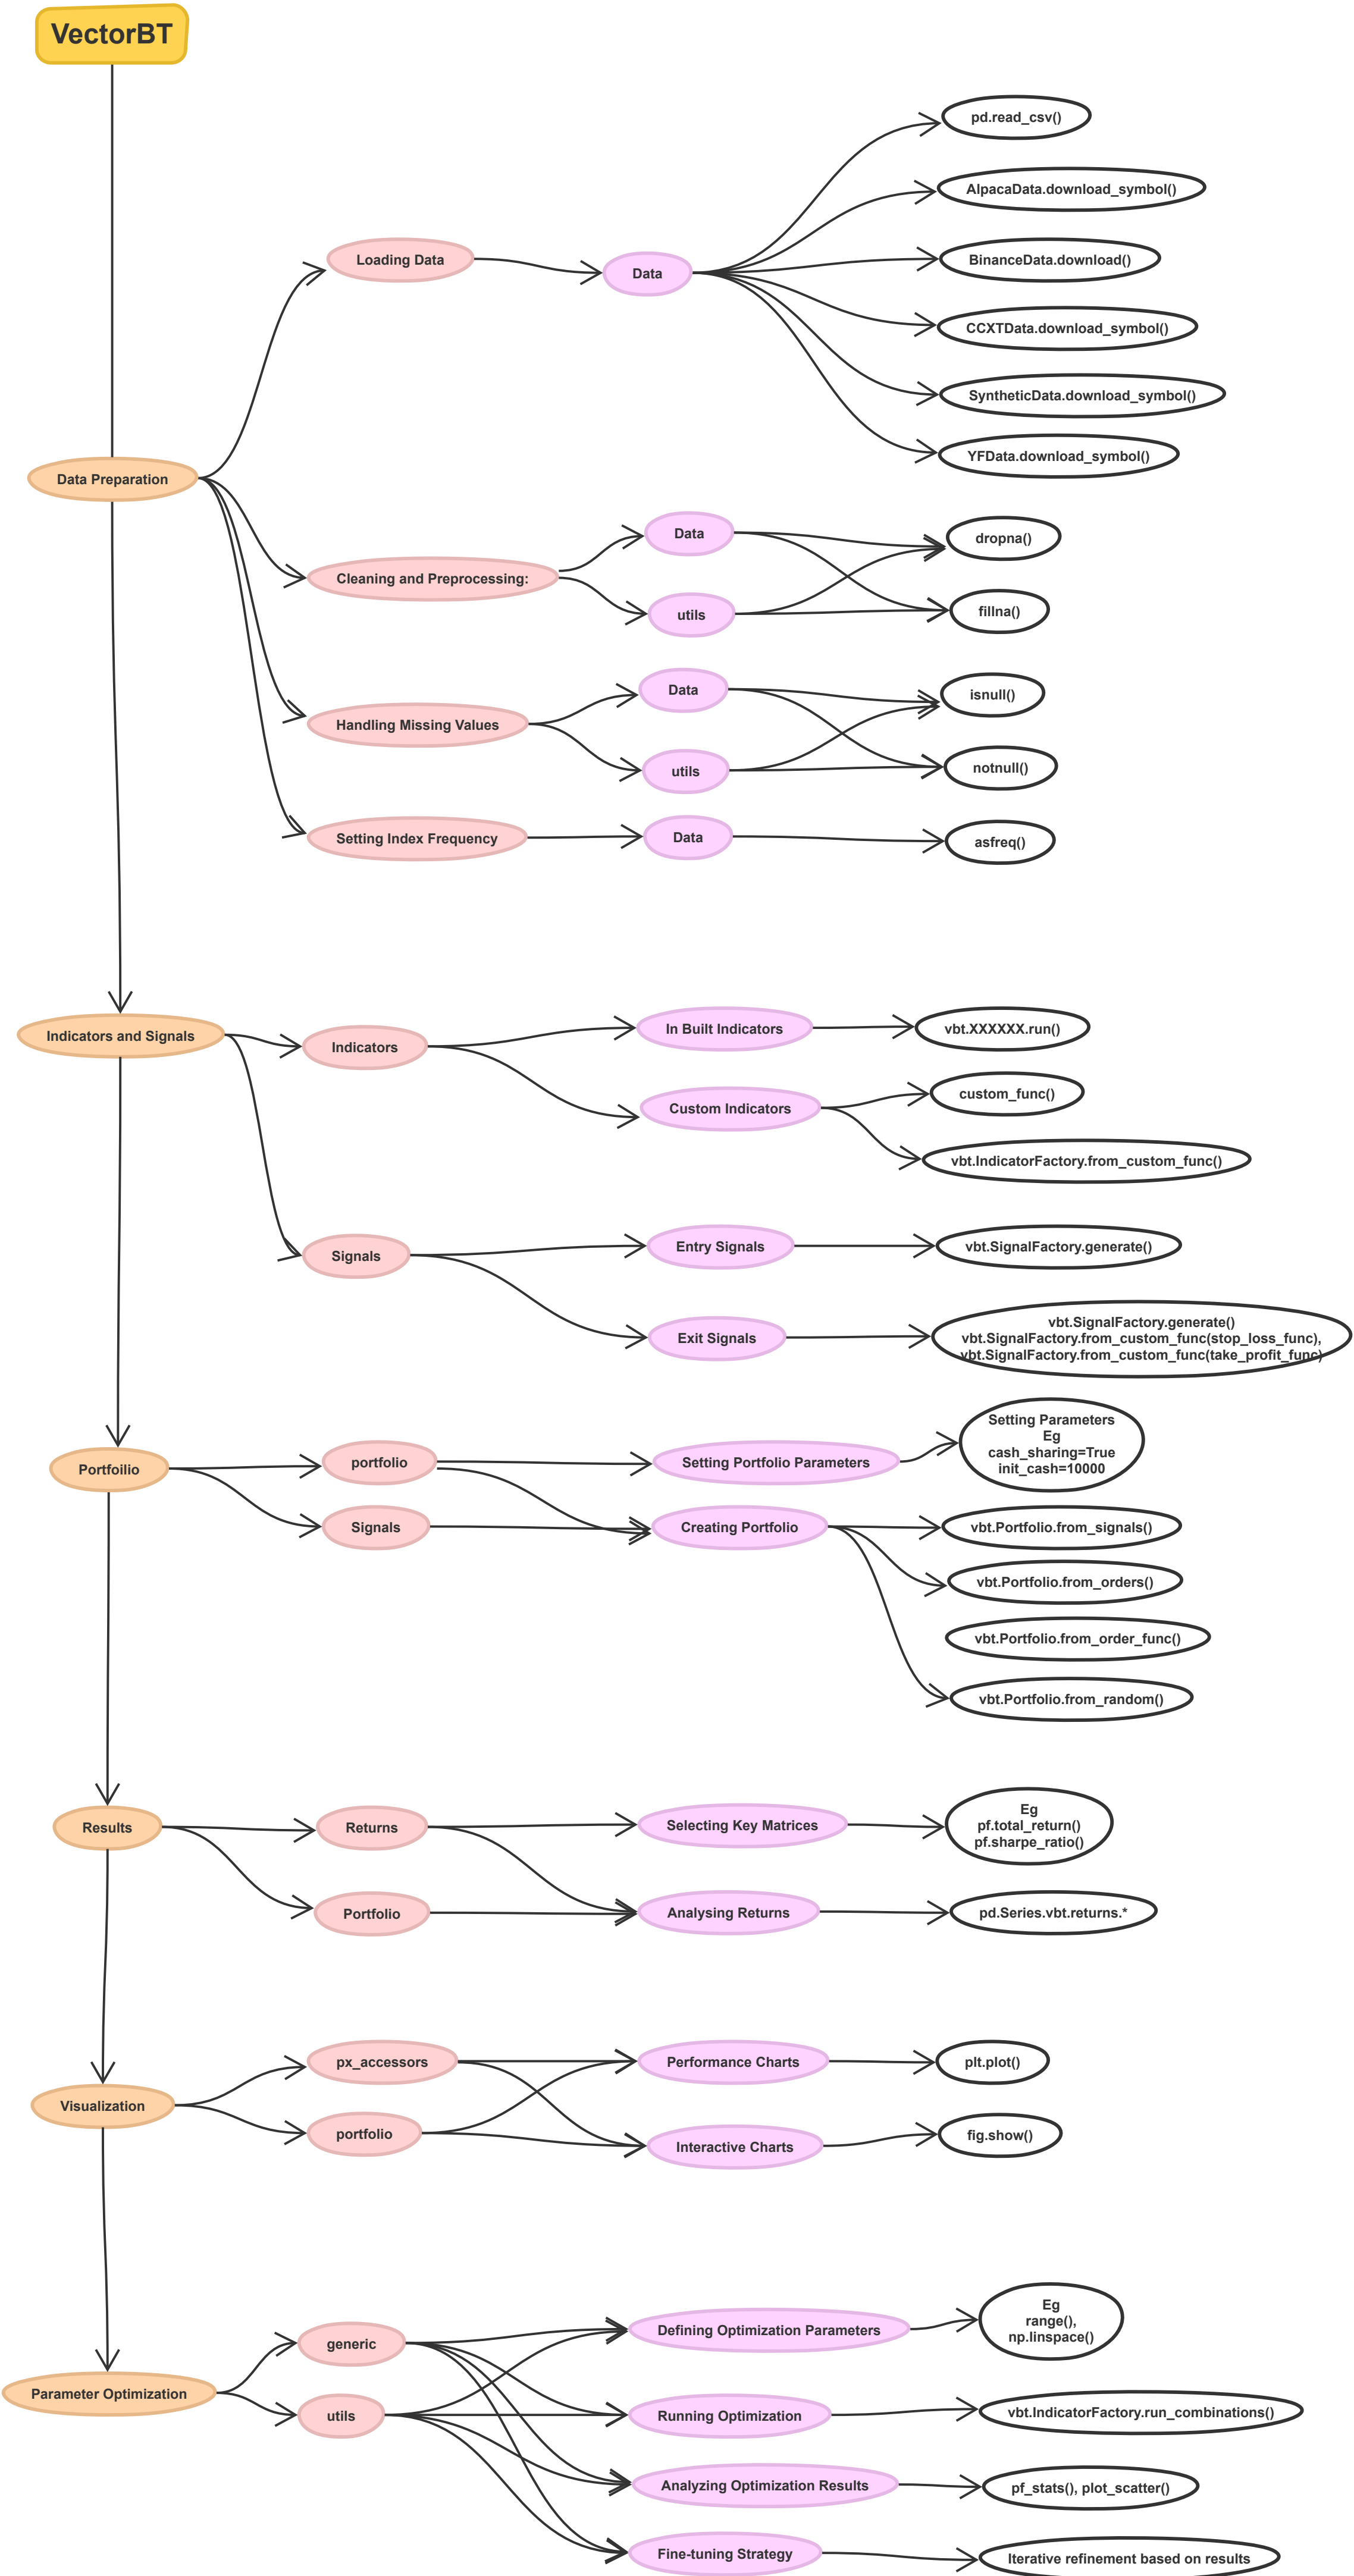 VectorBT
pd.read_csv()
AlpacaData.download_symbol()
Loading Data
Data
BinanceData.download()
CCXTData.download_symbol()
SyntheticData.download_symbol()
YFData.download_symbol()
Data Preparation
Data
dropna()
Cleaning and Preprocessing:
utils
fillna()
Data
isnull()
Handling Missing Values
utils
notnull()
Setting Index Frequency
Data
asfreq()
Indicators and Signals
Indicators
In Built Indicators
vbt.XXXXXX.run()
Custom Indicators
custom_func()
vbt.IndicatorFactory.from_custom_func()
Signals
Entry Signals
vbt.SignalFactory.generate()
Exit Signals
vbt.SignalFactory.generate()
vbt.SignalFactory.from_custom_func(stop_loss_func),
vbt.SignalFactory.from_custom_func(take_profit_func)
Portfoilio
portfolio
Setting Portfolio Parameters
Setting Parameters
Eg
cash_sharing=True
init_cash=10000
Signals
Creating Portfolio
vbt.Portfolio.from_signals()
vbt.Portfolio.from_orders()
vbt.Portfolio.from_order_func()
vbt.Portfolio.from_random()
Results
Returns
Selecting Key Matrices
Eg
pf.total_return()
pf.sharpe_ratio()
Portfolio
Analysing Returns
pd.Series.vbt.returns.*
Visualization
px_accessors
Performance Charts
plt.plot()
portfolio
Interactive Charts
fig.show()
Parameter Optimization
generic
Defining Optimization Parameters
Eg
range(),
np.linspace()
utils
Running Optimization
vbt.IndicatorFactory.run_combinations()
Analyzing Optimization Results
pf_stats(), plot_scatter()
Fine-tuning Strategy
Iterative refinement based on results